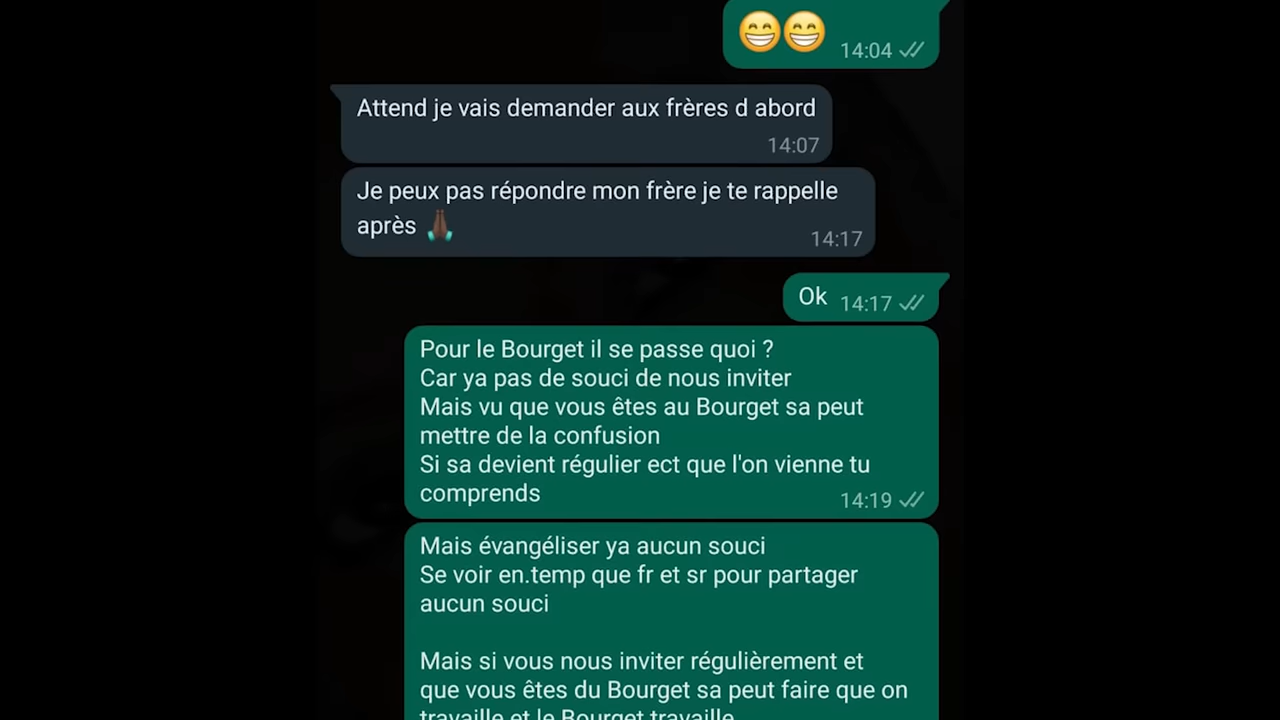 😁😁 14:04
Attend je vais demander aux frères d abord
14:07
Je peux pas répondre mon frère je te rappelle
après 🙏🏿
14:17
Ok 14:17
Pour le Bourget il se passe quoi ?
Car ya pas de souci de nous inviter
Mais vu que vous êtes au Bourget sa peut
mettre de la confusion
Si sa devient régulier ect que l'on vienne tu
comprends
14:19
Mais évangéliser ya aucun souci
Se voir en.temp que fr et sr pour partager
aucun souci
Mais si vous nous inviter régulièrement et
que vous êtes du Bourget sa peut faire que on
travaille et le Bourget travaille